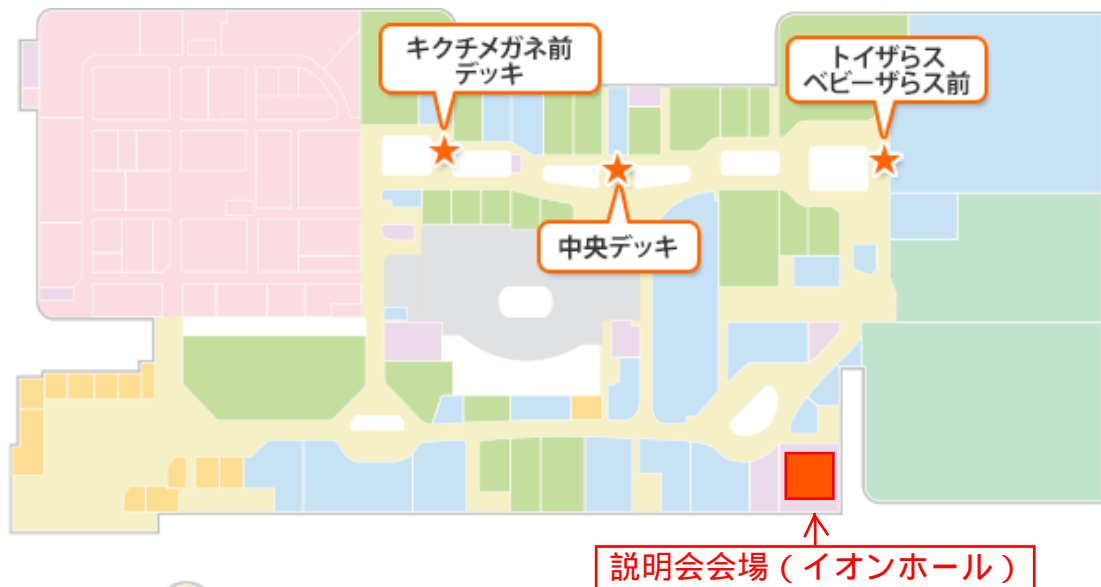 キクチメガネ前
デッキ
トイザらス
ベビーザらス前
中央デッキ
説明会会場（イオンホール）